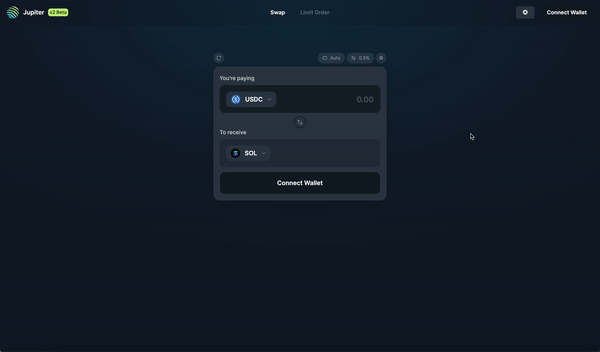 Jupiter v2 Beta Swap Limit Order Connect Wallet
Auto 0.5%
You're paying
USDC 0.00
To receive
SOL
Connect Wallet